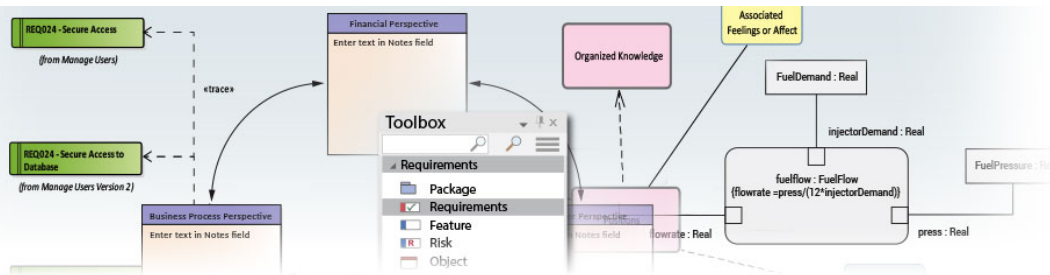 REQ024 - Secure Access
(from Manage Users)
«trace»
REQ024 - Secure Access to
Database
(from Manage Users Version 2)
Financial Perspective
Enter text in Notes field
Business Process Perspective
Enter text in Notes field
Toolbox
Requirements
Package
Requirements
Feature
R
Risk
Object
Organized Knowledge
Associated
Feelings or Affect
Perspective
Notes field
flowrate : Real
FuelDemand : Real
injectorDemand : Real
fuelflow : FuelFlow
{flowrate =press/(12*injectorDemand)}
FuelPressure :
press : Real